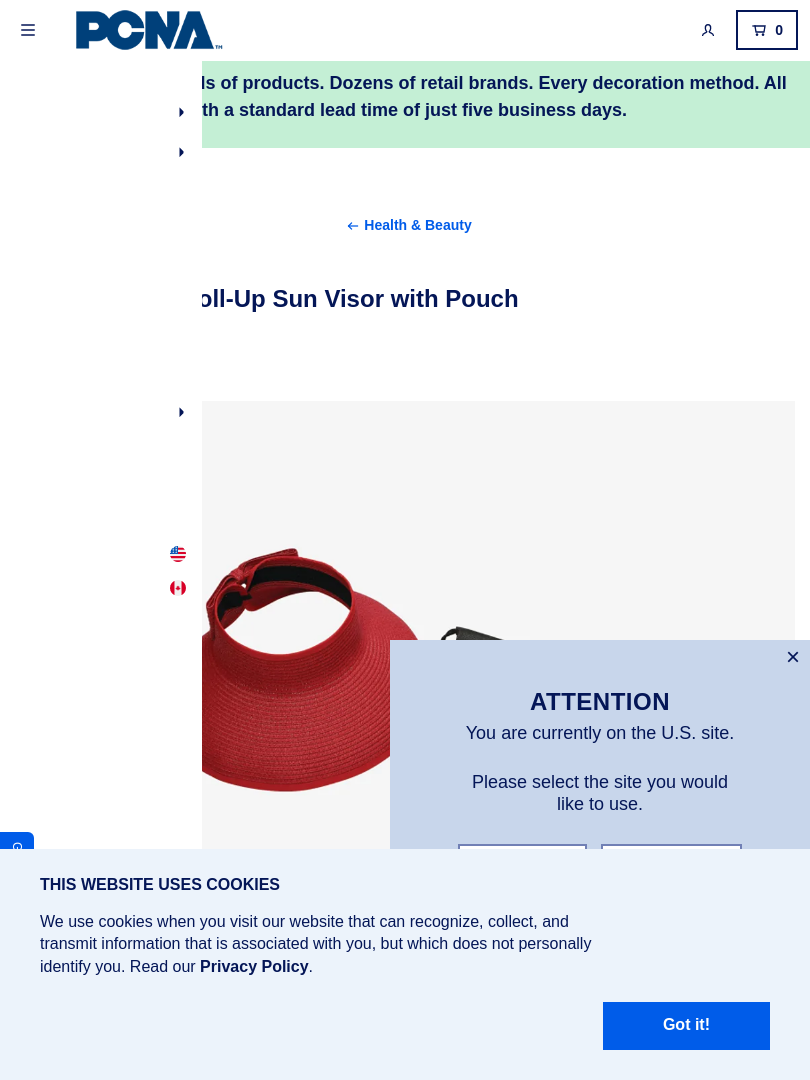 PCNA™
0
of products. Dozens of retail brands. Every decoration method. All
a standard lead time of just five business days.
Health & Beauty
Sun Visor with Pouch
ATTENTION
You are currently on the U.S. site.
Please select the site you would
like to use.
THIS WEBSITE USES COOKIES
We use cookies when you visit our website that can recognize, collect, and
transmit information that is associated with you, but which does not personally
identify you. Read our Privacy Policy.
Got it!